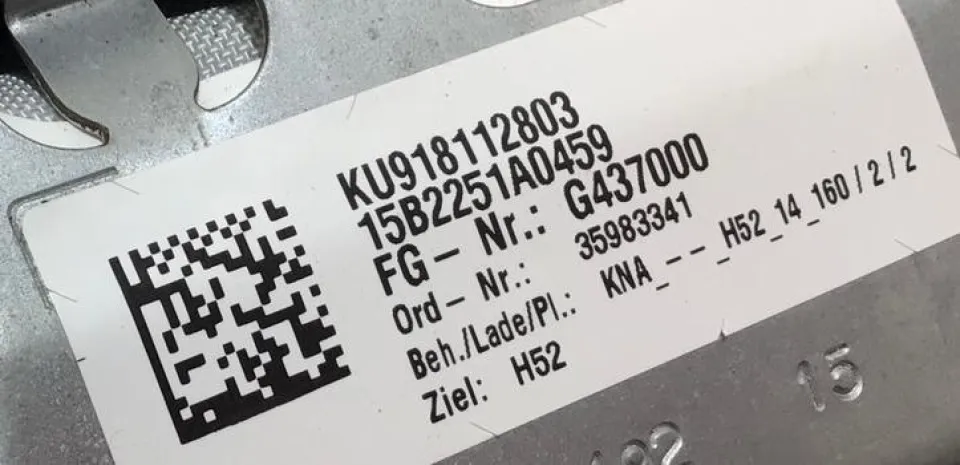 KU918112803
15B2251A0459
FG- Nr.: G437000
Ord- Nr.: 35983341
Beh./Lade/Pl.: KNA_--_H52_14_160/2/2
Ziel: H52
15